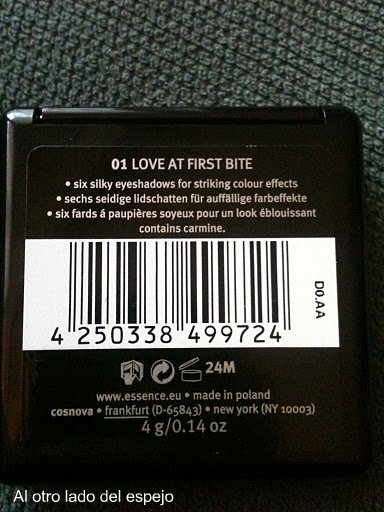 01 LOVE AT FIRST BITE
• six silky eyeshadows for striking colour effects
• sechs seidige lidschatten für auffällige farbeffekte
• six fards á paupières soyeux pour un look éblouissant
contains carmine.
D0.AA
4 250338 499724
24M
www.essence.eu • made in poland
cosnova • frankfurt (D-65843) • new york (NY 10003)
4 g/0.14 oz
Al otro lado del espejo